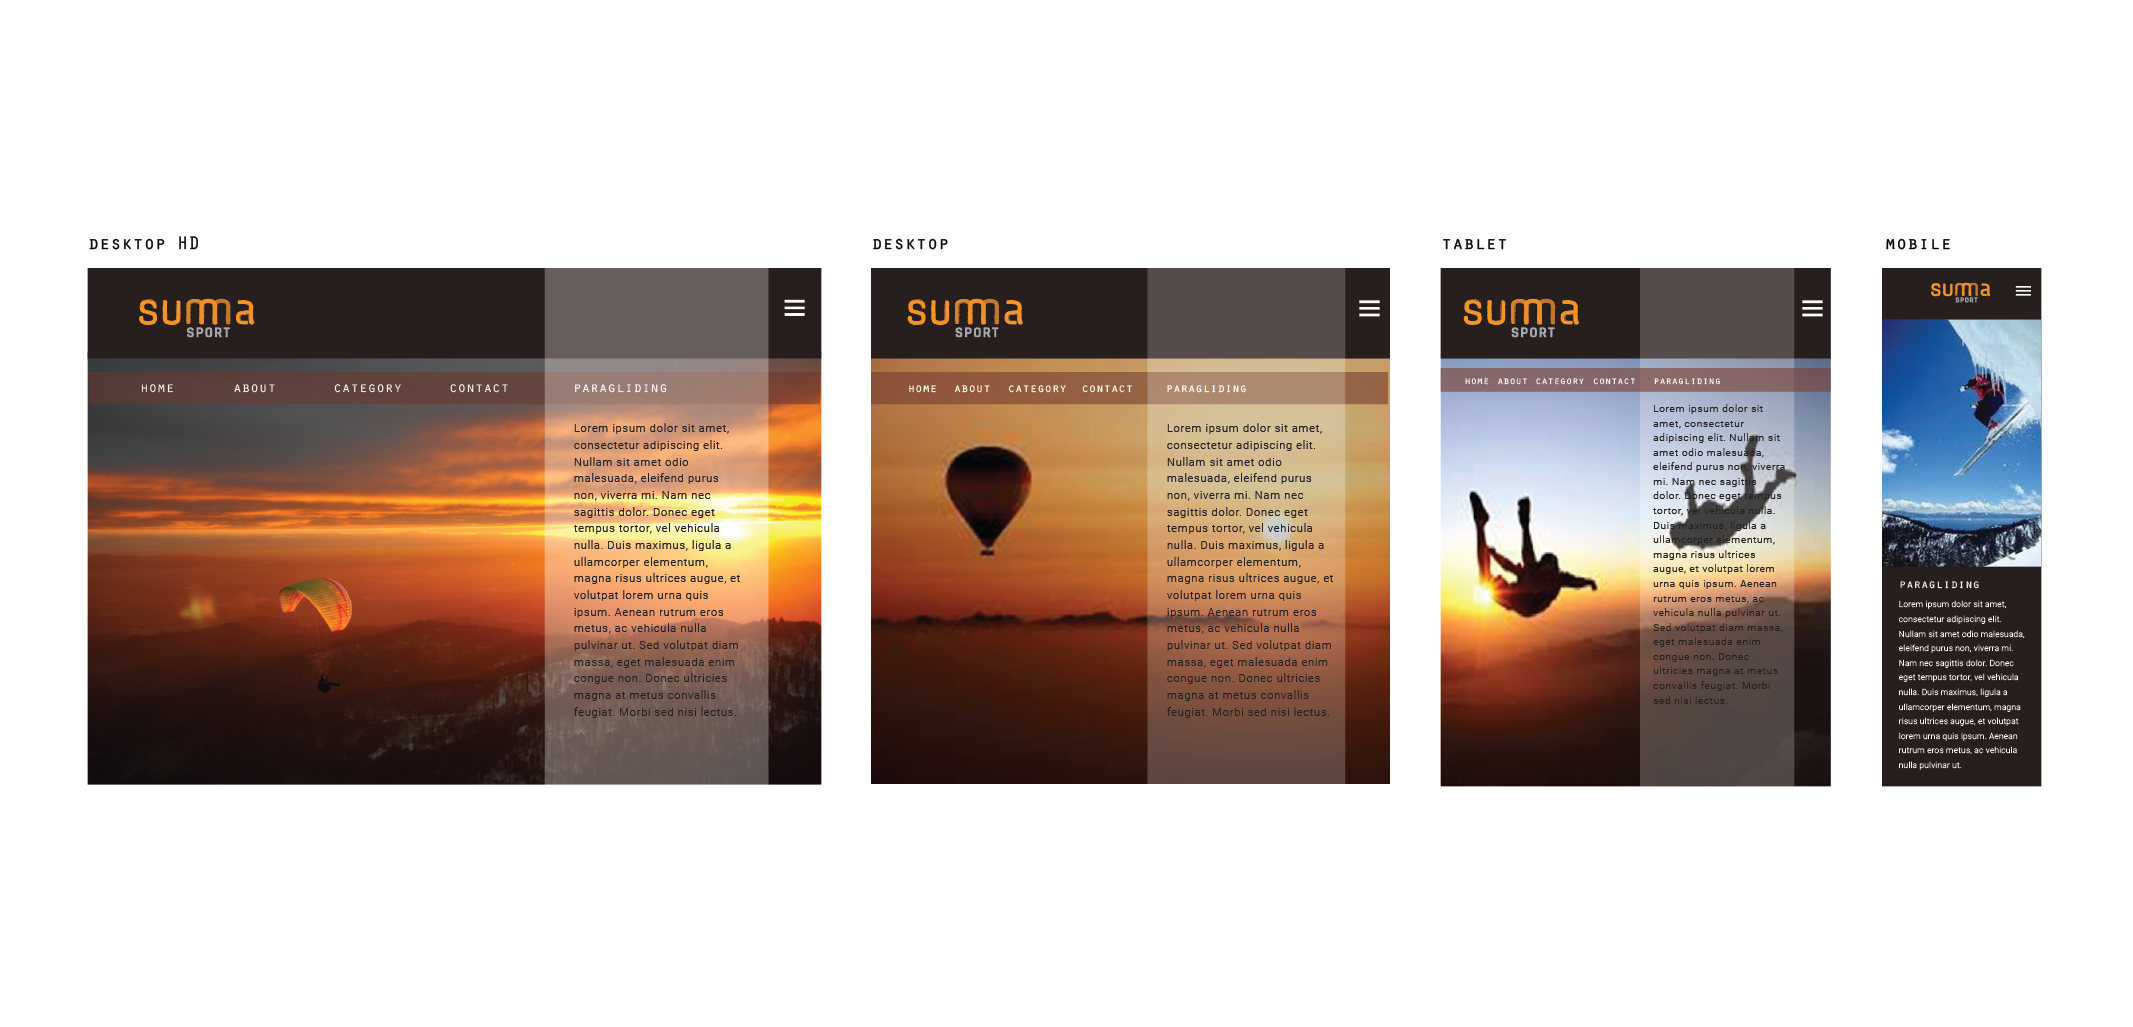 DESKTOP HD
suma
SPORT
HOME ABOUT CATEGORY CONTACT PARAGLIDING
Lorem ipsum dolor sit amet,
consectetur adipiscing elit.
Nullam sit amet odio
malesuada, eleifend purus
non, viverra mi. Nam nec
sagittis dolor. Donec eget
tempus tortor, vel vehicula
nulla. Duis maximus, ligula a
ullamcorper elementum,
magna risus ultrices augue, et
volutpat lorem urna quis
ipsum. Aenean rutrum eros
metus, ac vehicula nulla
pulvinar ut. Sed volutpat diam
massa, eget malesuada enim
congue non. Donec ultricies
magna at metus convallis
feugiat. Morbi sed nisi lectus.
DESKTOP
suma
SPORT
HOME ABOUT CATEGORY CONTACT PARAGLIDING
Lorem ipsum dolor sit amet,
consectetur adipiscing elit.
Nullam sit amet odio
malesuada, eleifend purus
non, viverra mi. Nam nec
sagittis dolor. Donec eget
tempus tortor, vel vehicula
nulla. Duis maximus, ligula a
ullamcorper elementum,
magna risus ultrices augue, et
volutpat lorem urna quis
ipsum. Aenean rutrum eros
metus, ac vehicula nulla
pulvinar ut. Sed volutpat diam
massa, eget malesuada enim
congue non. Donec ultricies
magna at metus convallis
feugiat. Morbi sed nisi lectus.
TABLET
suma
SPORT
HOME ABOUT CATEGORY CONTACT PARAGLIDING
Lorem ipsum dolor sit
amet, consectetur
adipiscing elit. Nullam sit
amet odio malesuada,
eleifend purus non, viverra
mi. Nam nec sagittis
dolor. Donec eget tempus
tortor, vel vehicula nulla.
Duis maximus, ligula a
ullamcorper elementum,
magna risus ultrices
augue, et volutpat lorem
urna quis ipsum. Aenean
rutrum eros metus, ac
vehicula nulla pulvinar ut.
Sed volutpat diam massa,
eget malesuada enim
congue non. Donec
ultricies magna at metus
convallis feugiat. Morbi
sed nisi lectus.
MOBILE
suma
SPORT
PARAGLIDING
Lorem ipsum dolor sit amet,
consectetur adipiscing elit.
Nullam sit amet odio malesuada,
eleifend purus non, viverra mi.
Nam nec sagittis dolor. Donec
eget tempus tortor, vel vehicula
nulla. Duis maximus, ligula a
ullamcorper elementum, magna
risus ultrices augue, et volutpat
lorem urna quis ipsum. Aenean
rutrum eros metus, ac vehicula
nulla pulvinar ut.